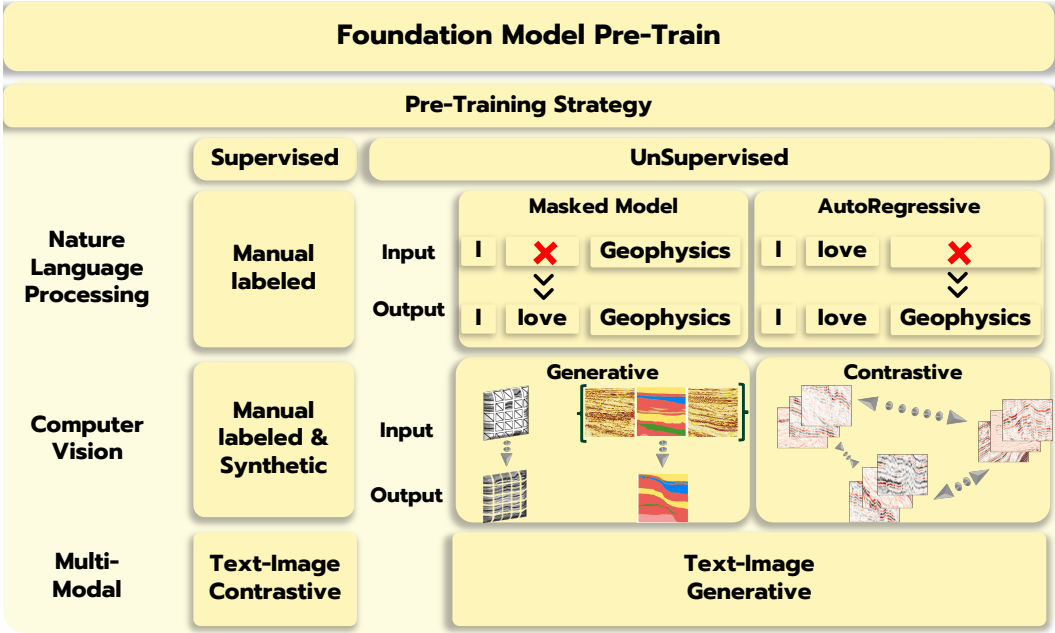 Foundation Model Pre-Train
Pre-Training Strategy
Supervised
UnSupervised
Nature
Language
Processing
Manual
labeled
Input
Output
Masked Model
I
Geophysics
I
love
Geophysics
AutoRegressive
I
love
I
love
Geophysics
Computer
Vision
Manual
labeled &
Synthetic
Input
Output
Generative
Contrastive
Multi-
Modal
Text-Image
Contrastive
Text-Image
Generative